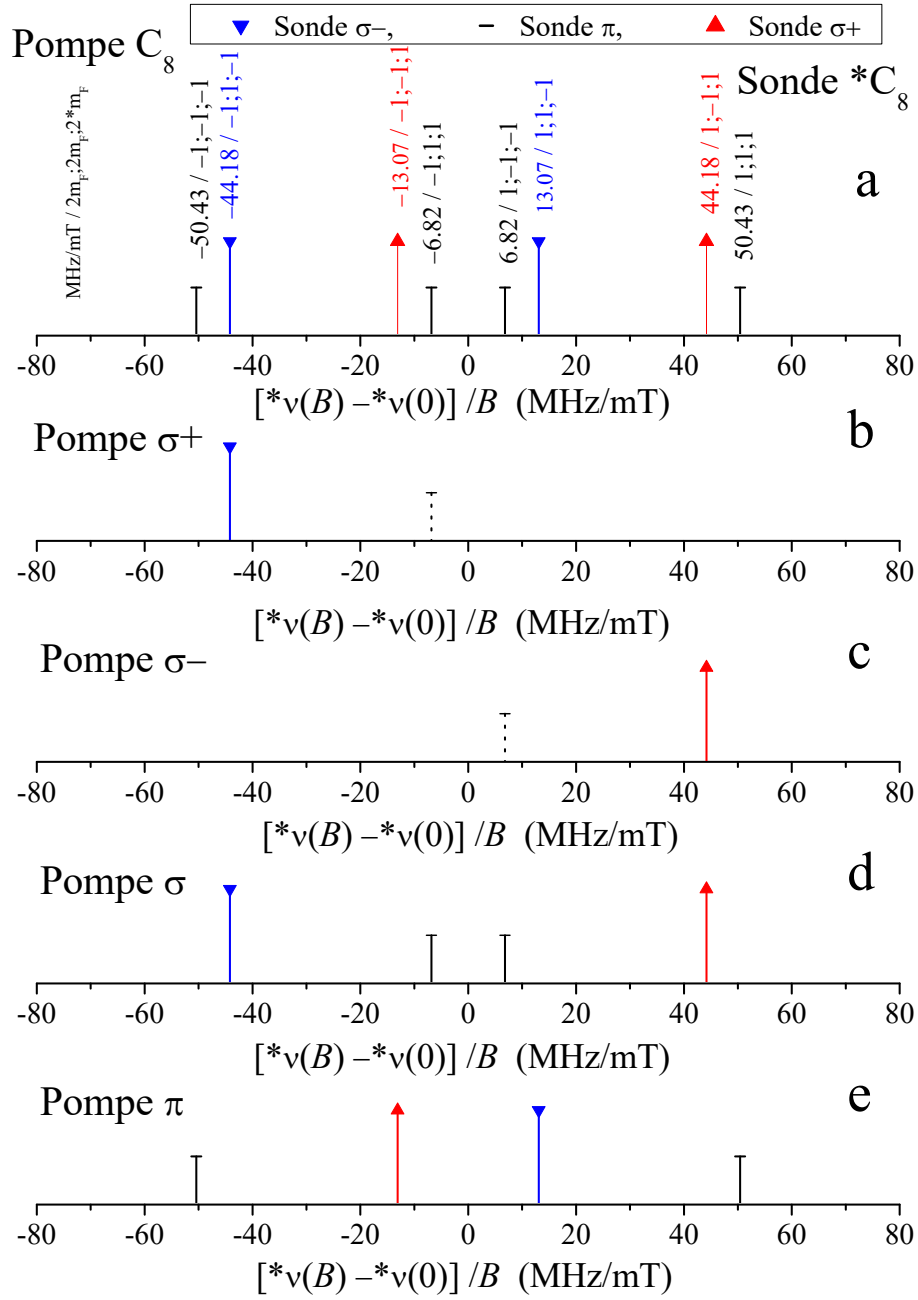 Pompe C8
▼ Sonde σ−, – Sonde π, ▲ Sonde σ+
Sonde *C8
MHz/mT / 2mF;2mF;2*mF
−50.43 / −1;−1;−1
−44.18 / −1;1;−1
−13.07 / −1;−1;1
−6.82 / −1;1;1
6.82 / 1;−1;−1
13.07 / 1;1;−1
44.18 / 1;−1;1
50.43 / 1;1;1
a
-80 -60 -40 -20 0 20 40 60 80
[*ν(B) –*ν(0)] /B (MHz/mT)
Pompe σ+
b
-80 -60 -40 -20 0 20 40 60 80
[*ν(B) –*ν(0)] /B (MHz/mT)
Pompe σ−
c
-80 -60 -40 -20 0 20 40 60 80
[*ν(B) –*ν(0)] /B (MHz/mT)
Pompe σ
d
-80 -60 -40 -20 0 20 40 60 80
[*ν(B) –*ν(0)] /B (MHz/mT)
Pompe π
e
-80 -60 -40 -20 0 20 40 60 80
[*ν(B) –*ν(0)] /B (MHz/mT)